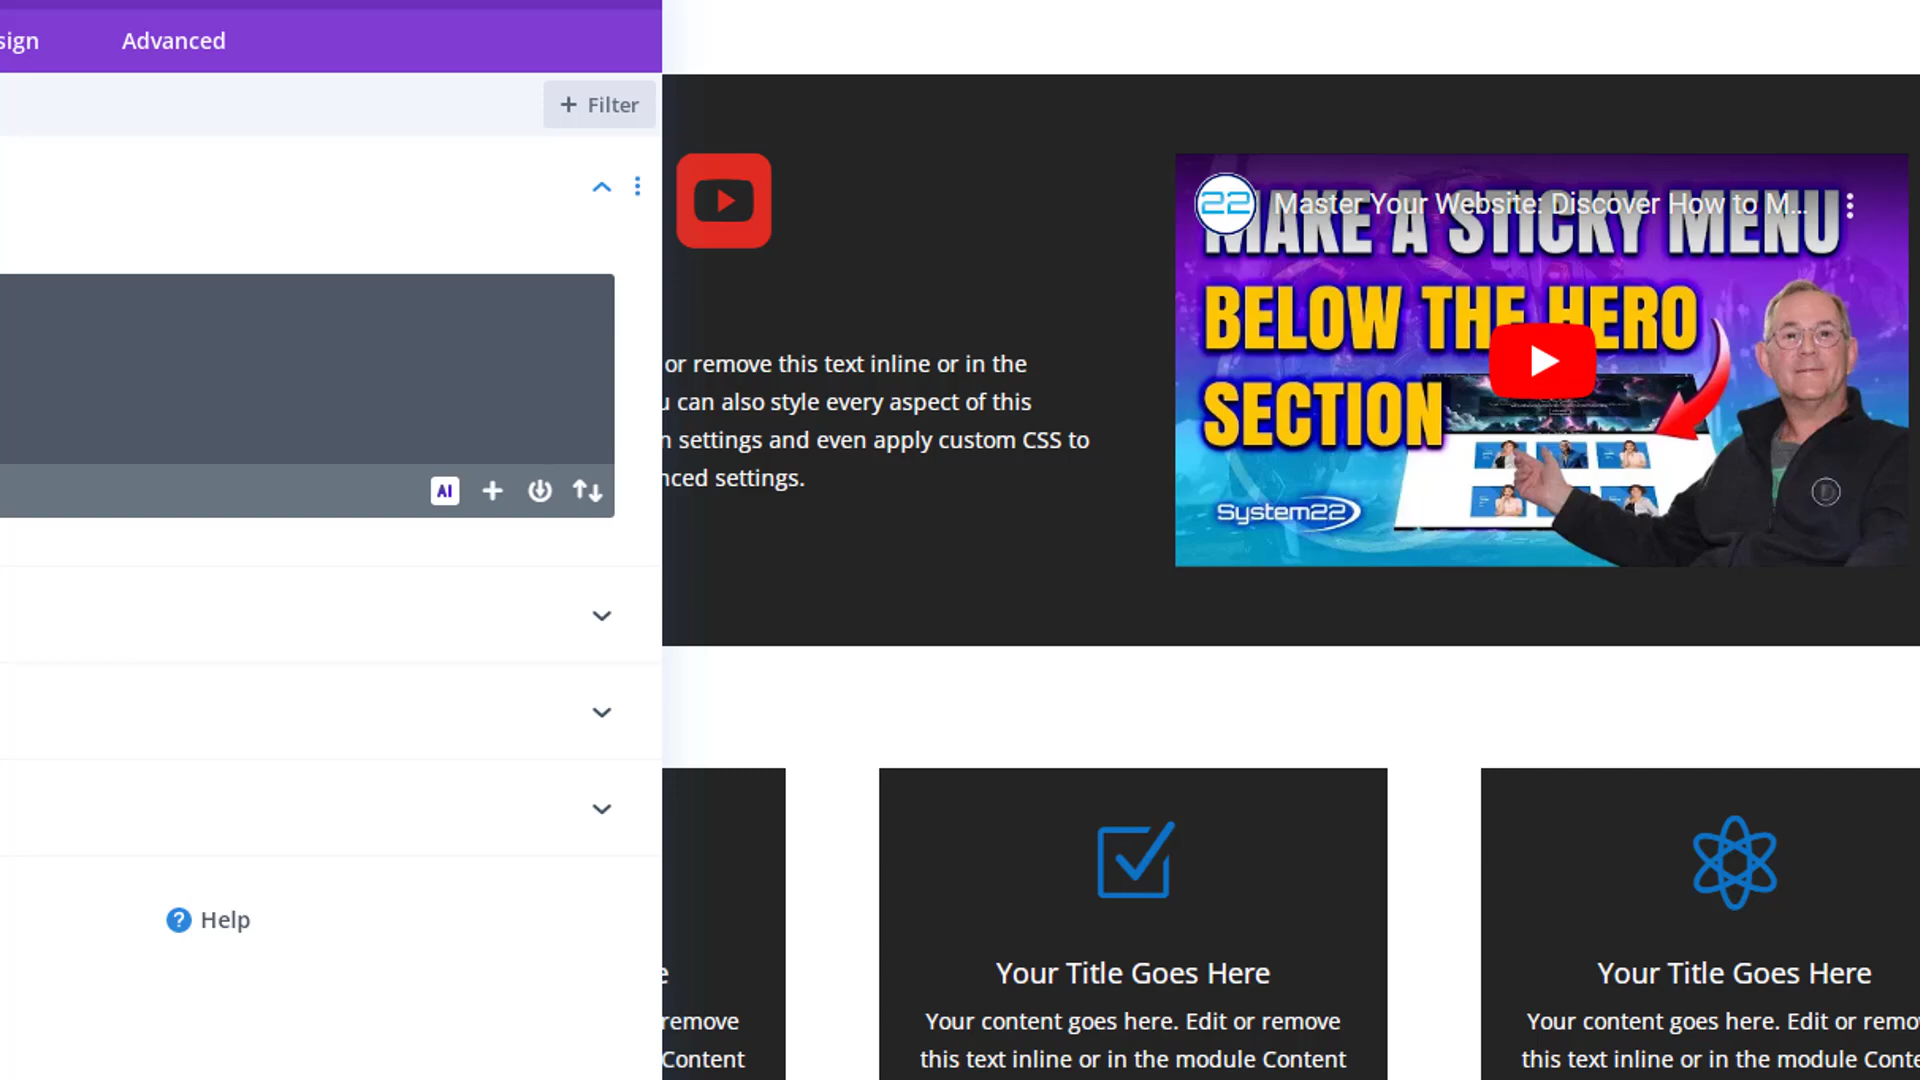 sign
Advanced
+ Filter
AI
Help
22
Master Your Website: Discover How to M...
MAKE A STICKY MENU
BELOW THE HERO
SECTION
System22
or remove this text inline or in the
u can also style every aspect of this
settings and even apply custom CSS to
nced settings.
e
remove
Content
Your Title Goes Here
Your content goes here. Edit or remove
this text inline or in the module Content
Your Title Goes Here
Your content goes here. Edit or remo
this text inline or in the module Conte